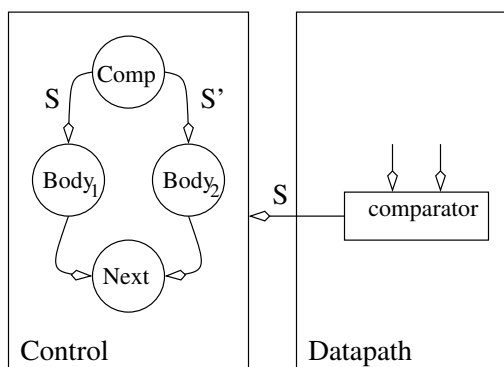 Comp
S
S'
Body1
Body2
S
comparator
Next
Control
Datapath